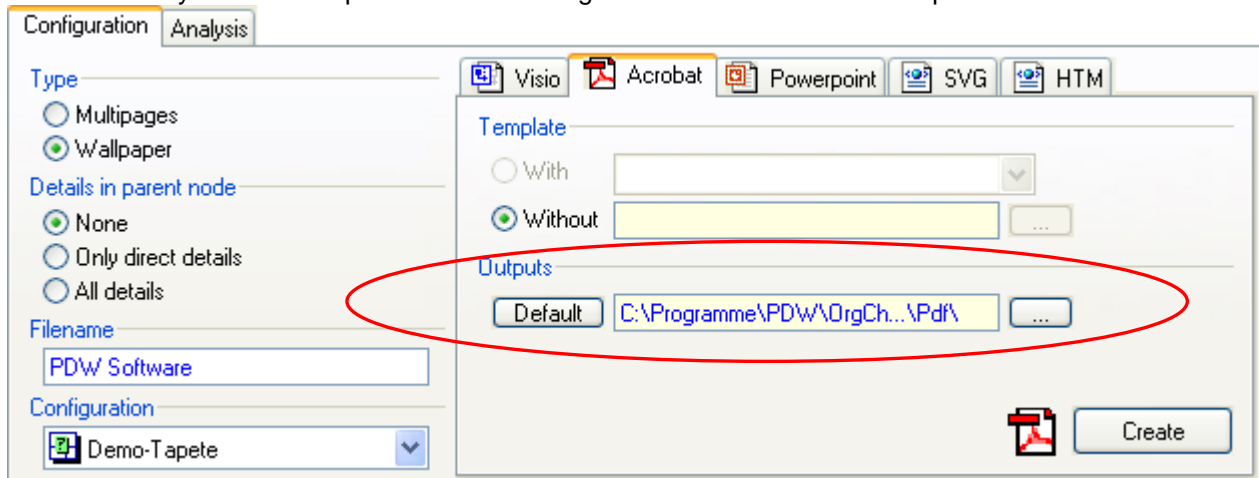 Configuration Analysis
Type
Multipages
Wallpaper
Details in parent node
None
Only direct details
All details
Filename
PDW Software
Configuration
Demo-Tapete
Visio Acrobat Powerpoint SVG HTM
Template
With
Without ...
Outputs
Default C:\Programme\PDW\OrgCh...\Pdf\ ...
Create